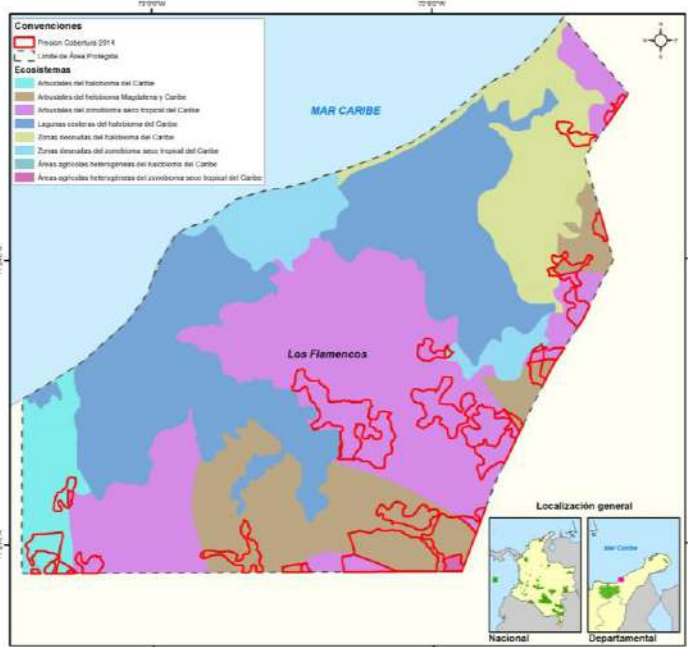 Convenciones
Presion Cobertura 2014
Limite de Área Protegida
Ecosistemas
Arbustales del halobioma del Caribe
Arbustales del helobioma Magdalena y Caribe
Arbustales del zonobioma seco tropical del Caribe
Lagunas costeras del halobioma del Caribe
Zonas desnudas del halobioma del Caribe
Zonas desnudas del zonobioma seco tropical del Caribe
Áreas agrícolas heterogéneas del halobioma del Caribe
Áreas agrícolas heterogéneas del zonobioma seco tropical del Caribe
MAR CARIBE
Los Flamencos
Localización general
Mar Caribe
Nacional
Departamental